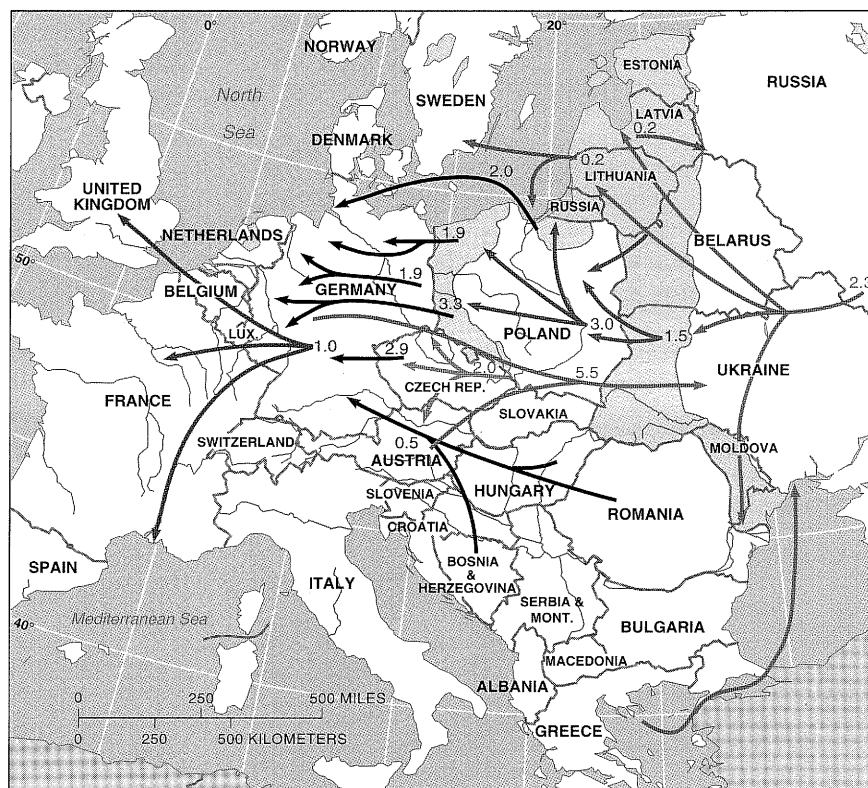 0°
20°
NORWAY
ESTONIA
RUSSIA
North
Sea
SWEDEN
LATVIA
0.2
DENMARK
0.2
LITHUANIA
2.0
UNITED
KINGDOM
RUSSIA
NETHERLANDS
1.9
BELARUS
50°
BELGIUM
1.9
GERMANY
3.3
2.3
LUX.
POLAND
3.0
1.5
1.0
2.9
2.0
5.5
UKRAINE
CZECH REP.
FRANCE
SLOVAKIA
SWITZERLAND
0.5
AUSTRIA
MOLDOVA
HUNGARY
SLOVENIA
ROMANIA
CROATIA
SPAIN
ITALY
BOSNIA
&
HERZEGOVINA
SERBIA &
MONT.
Mediterranean Sea
BULGARIA
40°
MACEDONIA
ALBANIA
0 250 500 MILES
GREECE
0 250 500 KILOMETERS